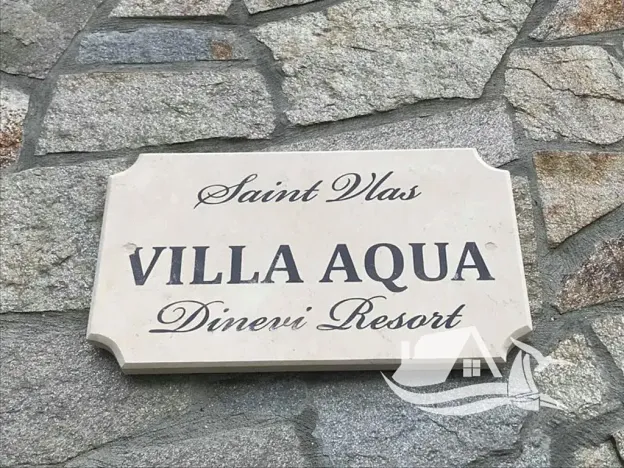 Saint Vlas
VILLA AQUA
Dinevi Resort